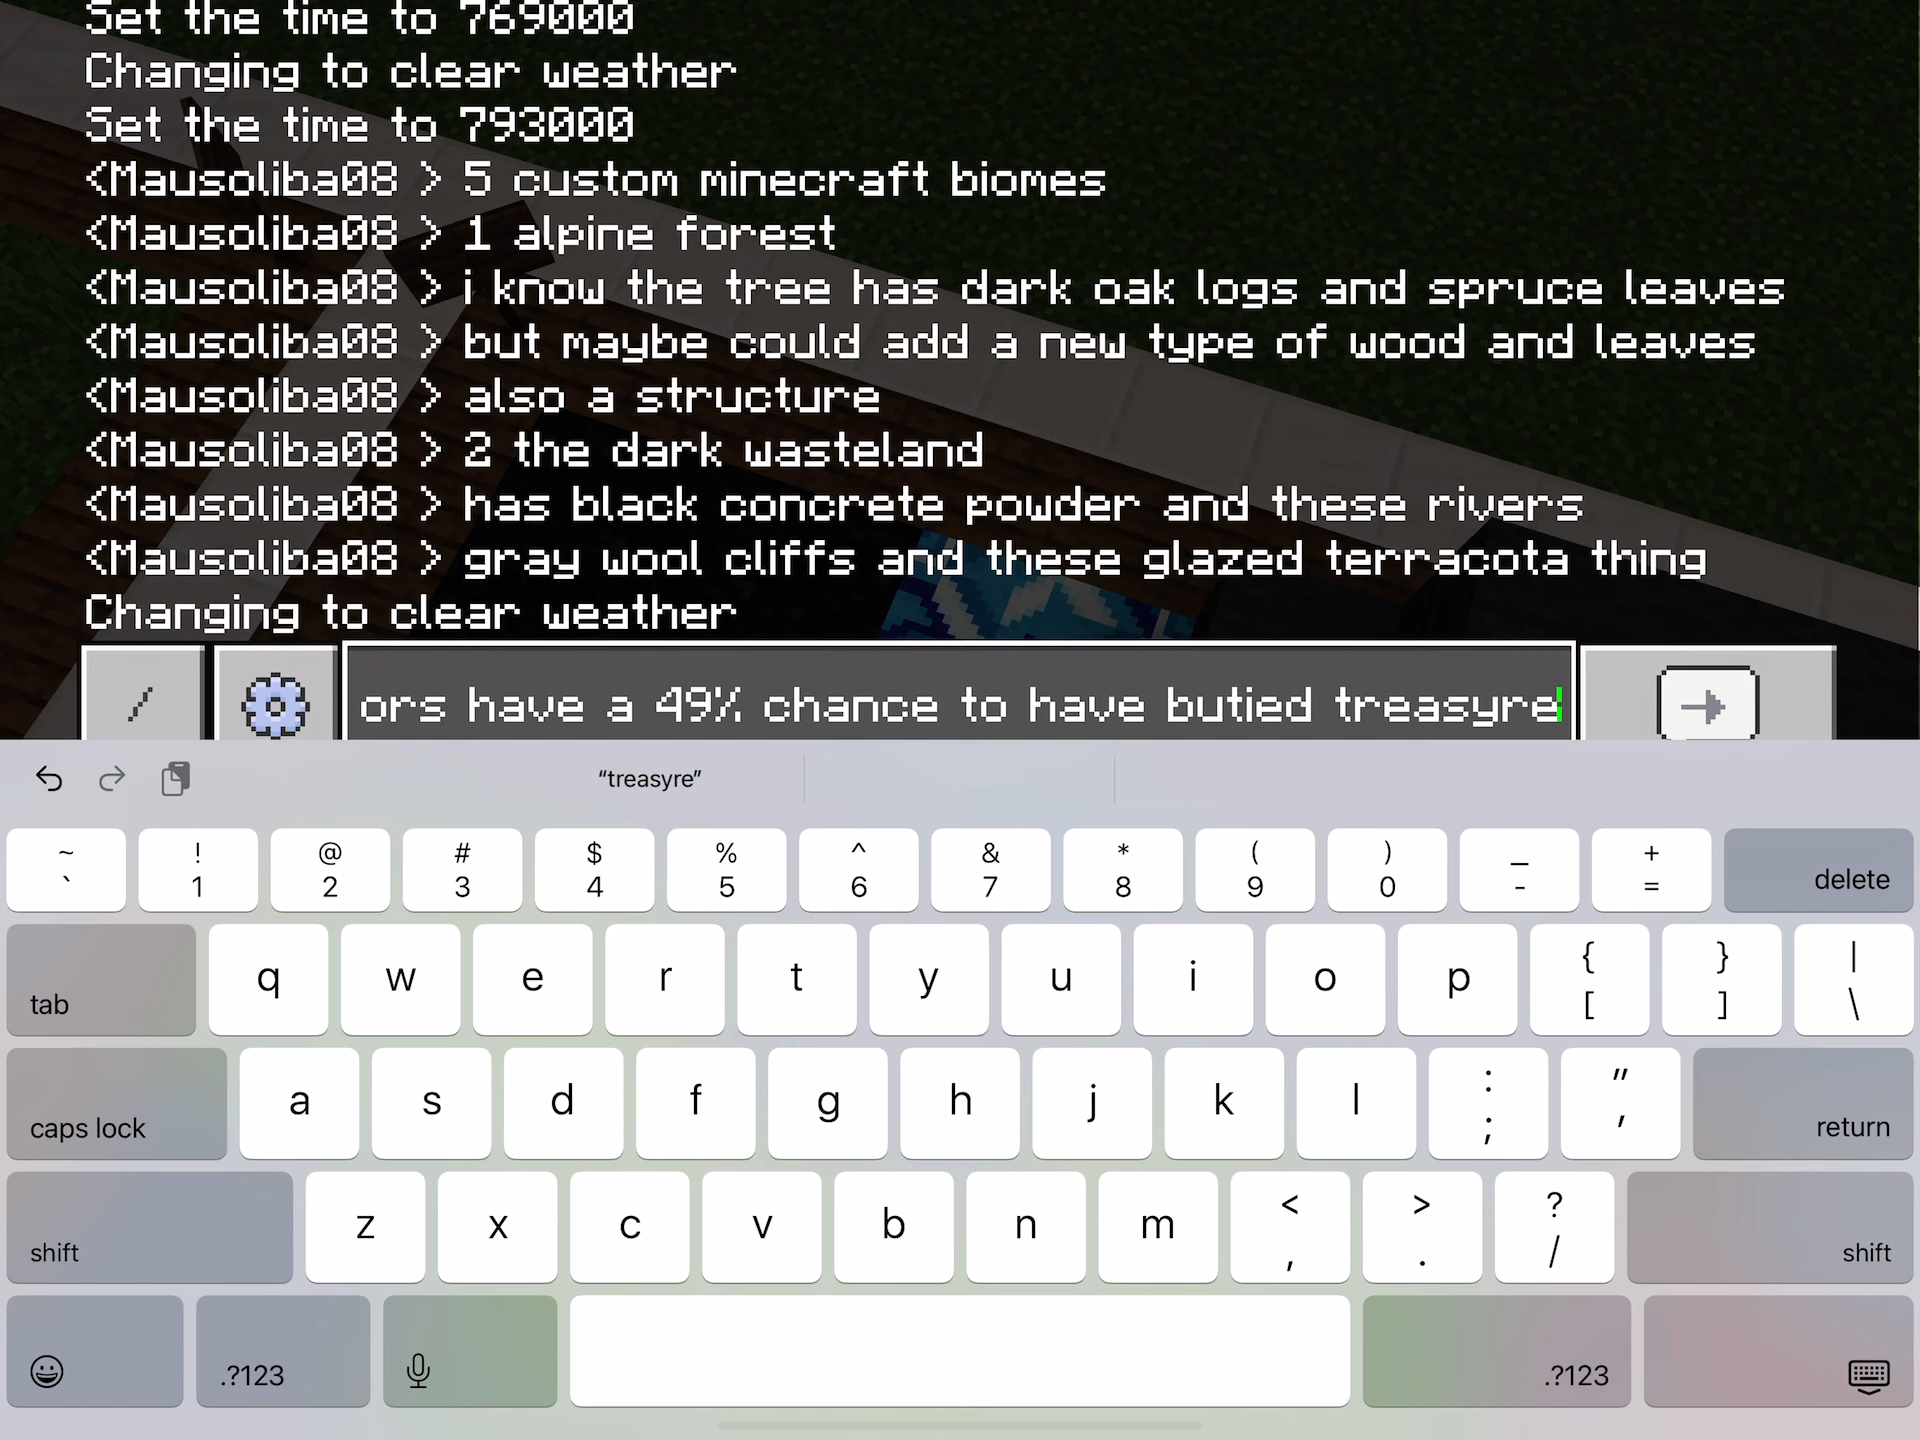 Set the time to 769000
Changing to clear weather
Set the time to 793000
<Mausoliba08 > 5 custom minecraft biomes
<Mausoliba08 > 1 alpine forest
<Mausoliba08 > i know the tree has dark oak logs and spruce leaves
<Mausoliba08 > but maybe could add a new type of wood and leaves
<Mausoliba08 > also a structure
<Mausoliba08 > 2 the dark wasteland
<Mausoliba08 > has black concrete powder and these rivers
<Mausoliba08 > gray wool cliffs and these glazed terracota thing
Changing to clear weather
/ ors have a 49% chance to have butied treasyre
“treasyre”
~ ! @ # $ % ^ & * ( ) _ +
` 1 2 3 4 5 6 7 8 9 0 - = delete
tab q w e r t y u i o p { [ } ] | \
caps lock a s d f g h j k l : ; " ' return
shift z x c v b n m < , > . ? / shift
.?123 .?123